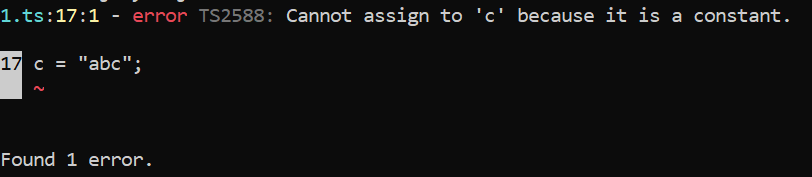 1.ts:17:1 - error TS2588: Cannot assign to 'c' because it is a constant.
17 c = "abc";
~
Found 1 error.